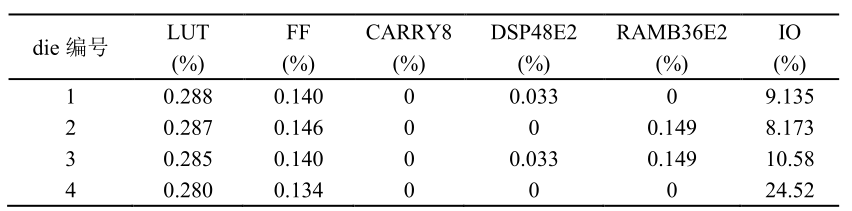 die 编号 LUT (%) FF (%) CARRY8 (%) DSP48E2 (%) RAMB36E2 (%) IO (%)
1 0.288 0.140 0 0.033 0 9.135
2 0.287 0.146 0 0 0.149 8.173
3 0.285 0.140 0 0.033 0.149 10.58
4 0.280 0.134 0 0 0 24.52